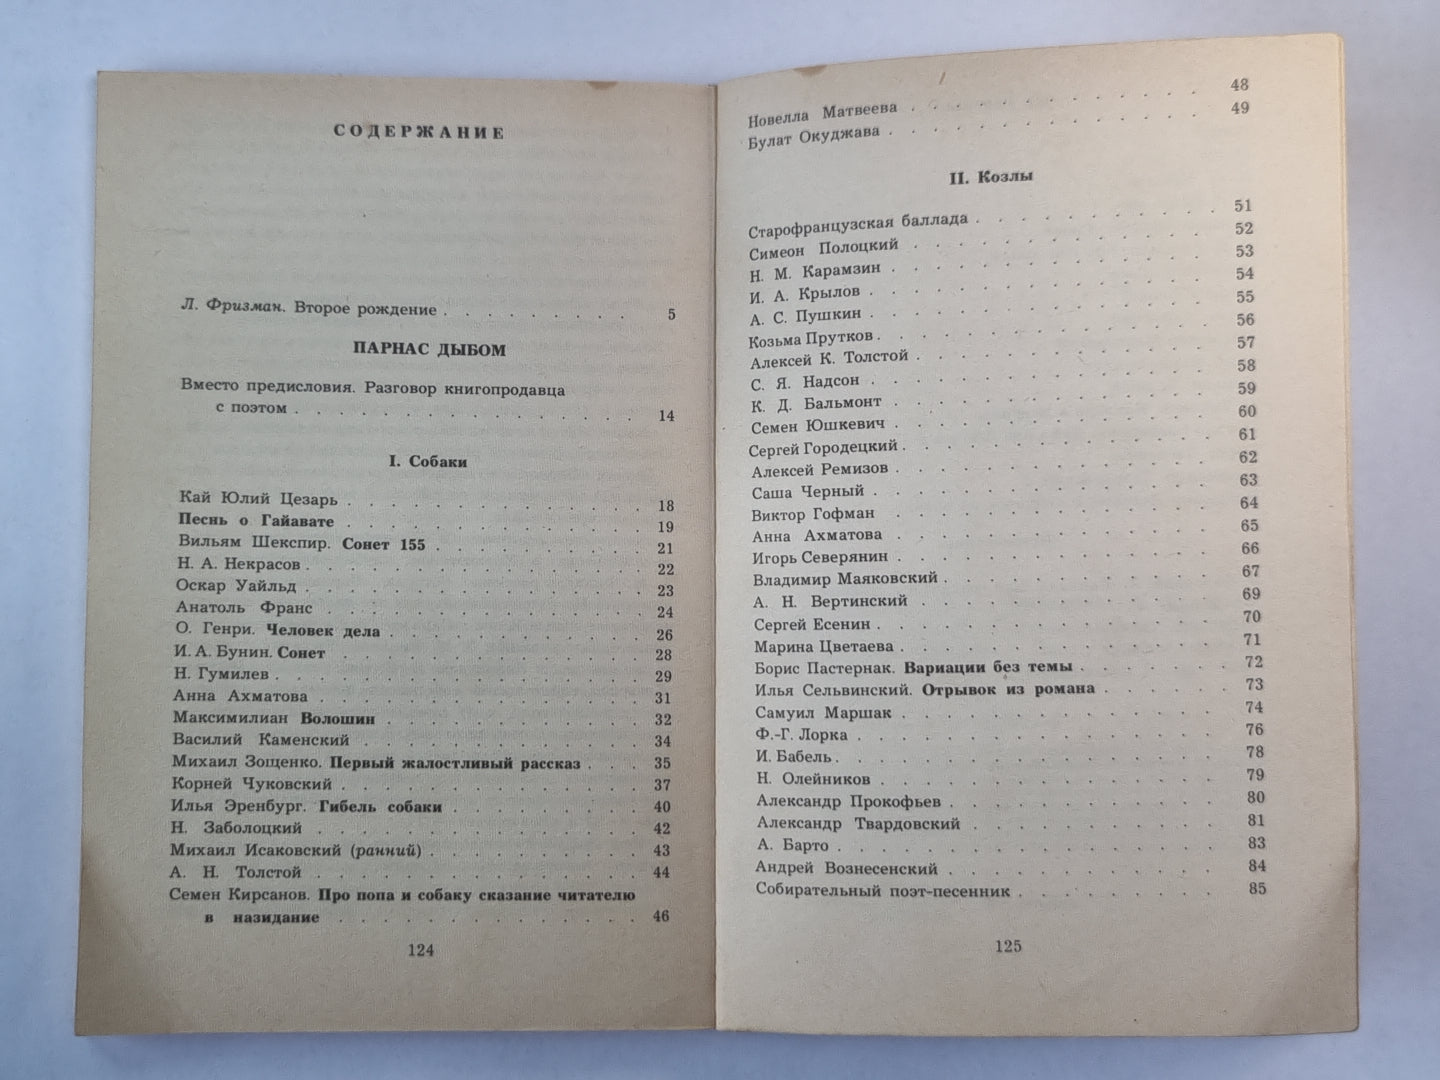 СОДЕРЖАНИЕ
Л. Фризман. Второе рождение . . . . . . . . . 5
ПАРНАС ДЫБОМ
Вместо предисловия. Разговор книгопродавца
с поэтом . . . . . . . . . . . . . . . . 14
I. Собаки
Кай Юлий Цезарь . . . . . . . . . . . . . 18
Песнь о Гайавате . . . . . . . . . . . . . 19
Вильям Шекспир. Сонет 155 . . . . . . . . . 21
Н. А. Некрасов . . . . . . . . . . . . . . 22
Оскар Уайльд . . . . . . . . . . . . . . . 23
Анатоль Франс . . . . . . . . . . . . . . 24
О. Генри. Человек дела . . . . . . . . . . . 26
И. А. Бунин. Сонет . . . . . . . . . . . . . 28
Н. Гумилев . . . . . . . . . . . . . . . . 29
Анна Ахматова . . . . . . . . . . . . . . 31
Максимилиан Волошин . . . . . . . . . . . 32
Василий Каменский . . . . . . . . . . . . 34
Михаил Зощенко. Первый жалостливый рассказ . . . 35
Корней Чуковский . . . . . . . . . . . . . 37
Илья Эренбург. Гибель собаки . . . . . . . . 40
Н. Заболоцкий . . . . . . . . . . . . . . 42
Михаил Исаковский (ранний) . . . . . . . . . 43
А. Н. Толстой . . . . . . . . . . . . . . 44
Семен Кирсанов. Про попа и собаку сказание читателю
в назидание . . . . . . . . . . . . . . 46
124
Новелла Матвеева . . . . . . . . . . . . . 48
Булат Окуджава . . . . . . . . . . . . . . 49
II. Козлы
Старофранцузская баллада . . . . . . . . . . 51
Симеон Полоцкий . . . . . . . . . . . . . 52
Н. М. Карамзин . . . . . . . . . . . . . . 53
И. А. Крылов . . . . . . . . . . . . . . . 54
А. С. Пушкин . . . . . . . . . . . . . . . 55
Козьма Прутков . . . . . . . . . . . . . . 56
Алексей К. Толстой . . . . . . . . . . . . 57
С. Я. Надсон . . . . . . . . . . . . . . . 58
К. Д. Бальмонт . . . . . . . . . . . . . . 59
Семен Юшкевич . . . . . . . . . . . . . . 60
Сергей Городецкий . . . . . . . . . . . . . 61
Алексей Ремизов . . . . . . . . . . . . . . 62
Саша Черный . . . . . . . . . . . . . . . 63
Виктор Гофман . . . . . . . . . . . . . . 64
Анна Ахматова . . . . . . . . . . . . . . 65
Игорь Северянин . . . . . . . . . . . . . . 66
Владимир Маяковский . . . . . . . . . . . . 67
А. Н. Вертинский . . . . . . . . . . . . . 69
Сергей Есенин . . . . . . . . . . . . . . 70
Марина Цветаева . . . . . . . . . . . . . . 71
Борис Пастернак. Вариации без темы . . . . . . 72
Илья Сельвинский. Отрывок из романа . . . . . 73
Самуил Маршак . . . . . . . . . . . . . . 74
Ф.-Г. Лорка . . . . . . . . . . . . . . . 76
И. Бабель . . . . . . . . . . . . . . . . 78
Н. Олейников . . . . . . . . . . . . . . . 79
Александр Прокофьев . . . . . . . . . . . . 80
Александр Твардовский . . . . . . . . . . . 81
А. Барто . . . . . . . . . . . . . . . . 83
Андрей Вознесенский . . . . . . . . . . . . 84
Собирательный поэт-песенник . . . . . . . . . 85
125